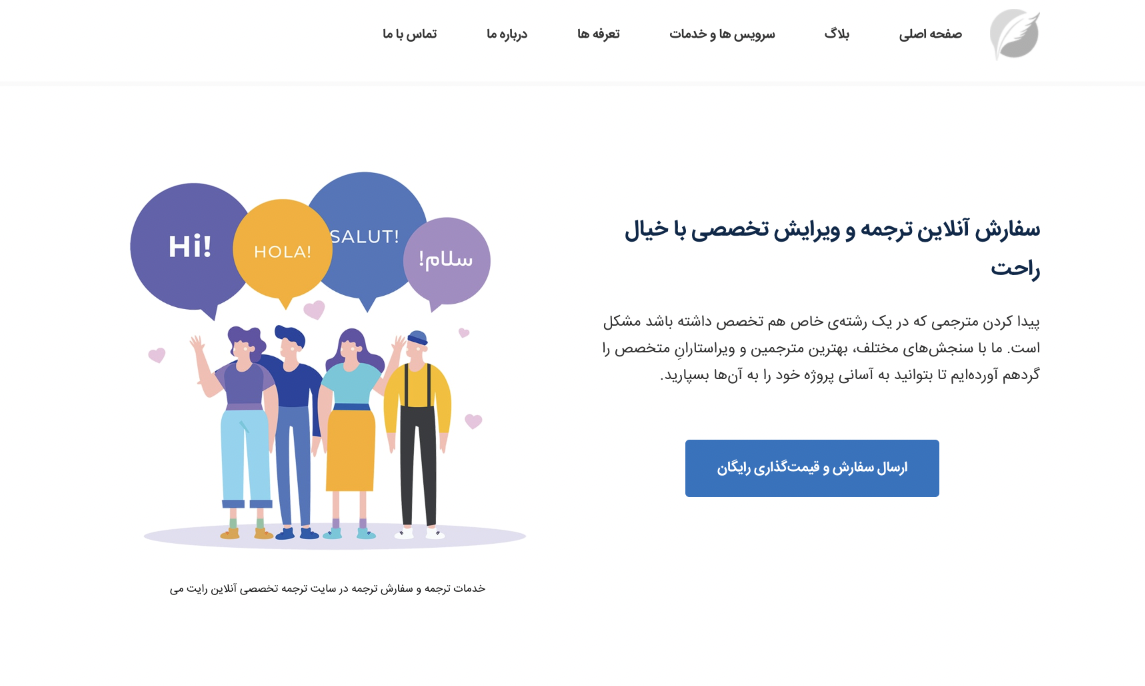 صفحه اصلی
بلاگ
سرویس ها و خدمات
تعرفه ها
درباره ما
تماس با ما
سفارش آنلاین ترجمه و ویرایش تخصصی با خیال
راحت
پیدا کردن مترجمی که در یک رشته‌ی خاص هم تخصص داشته باشد مشکل
است. ما با سنجش‌های مختلف، بهترین مترجمین و ویراستارانِ متخصص را
گردهم آورده‌ایم تا بتوانید به آسانی پروژه خود را به آن‌ها بسپارید.
ارسال سفارش و قیمت‌گذاری رایگان
Hi!
HOLA!
SALUT!
سلام!
خدمات ترجمه و سفارش ترجمه در سایت ترجمه تخصصی آنلاین رایت می